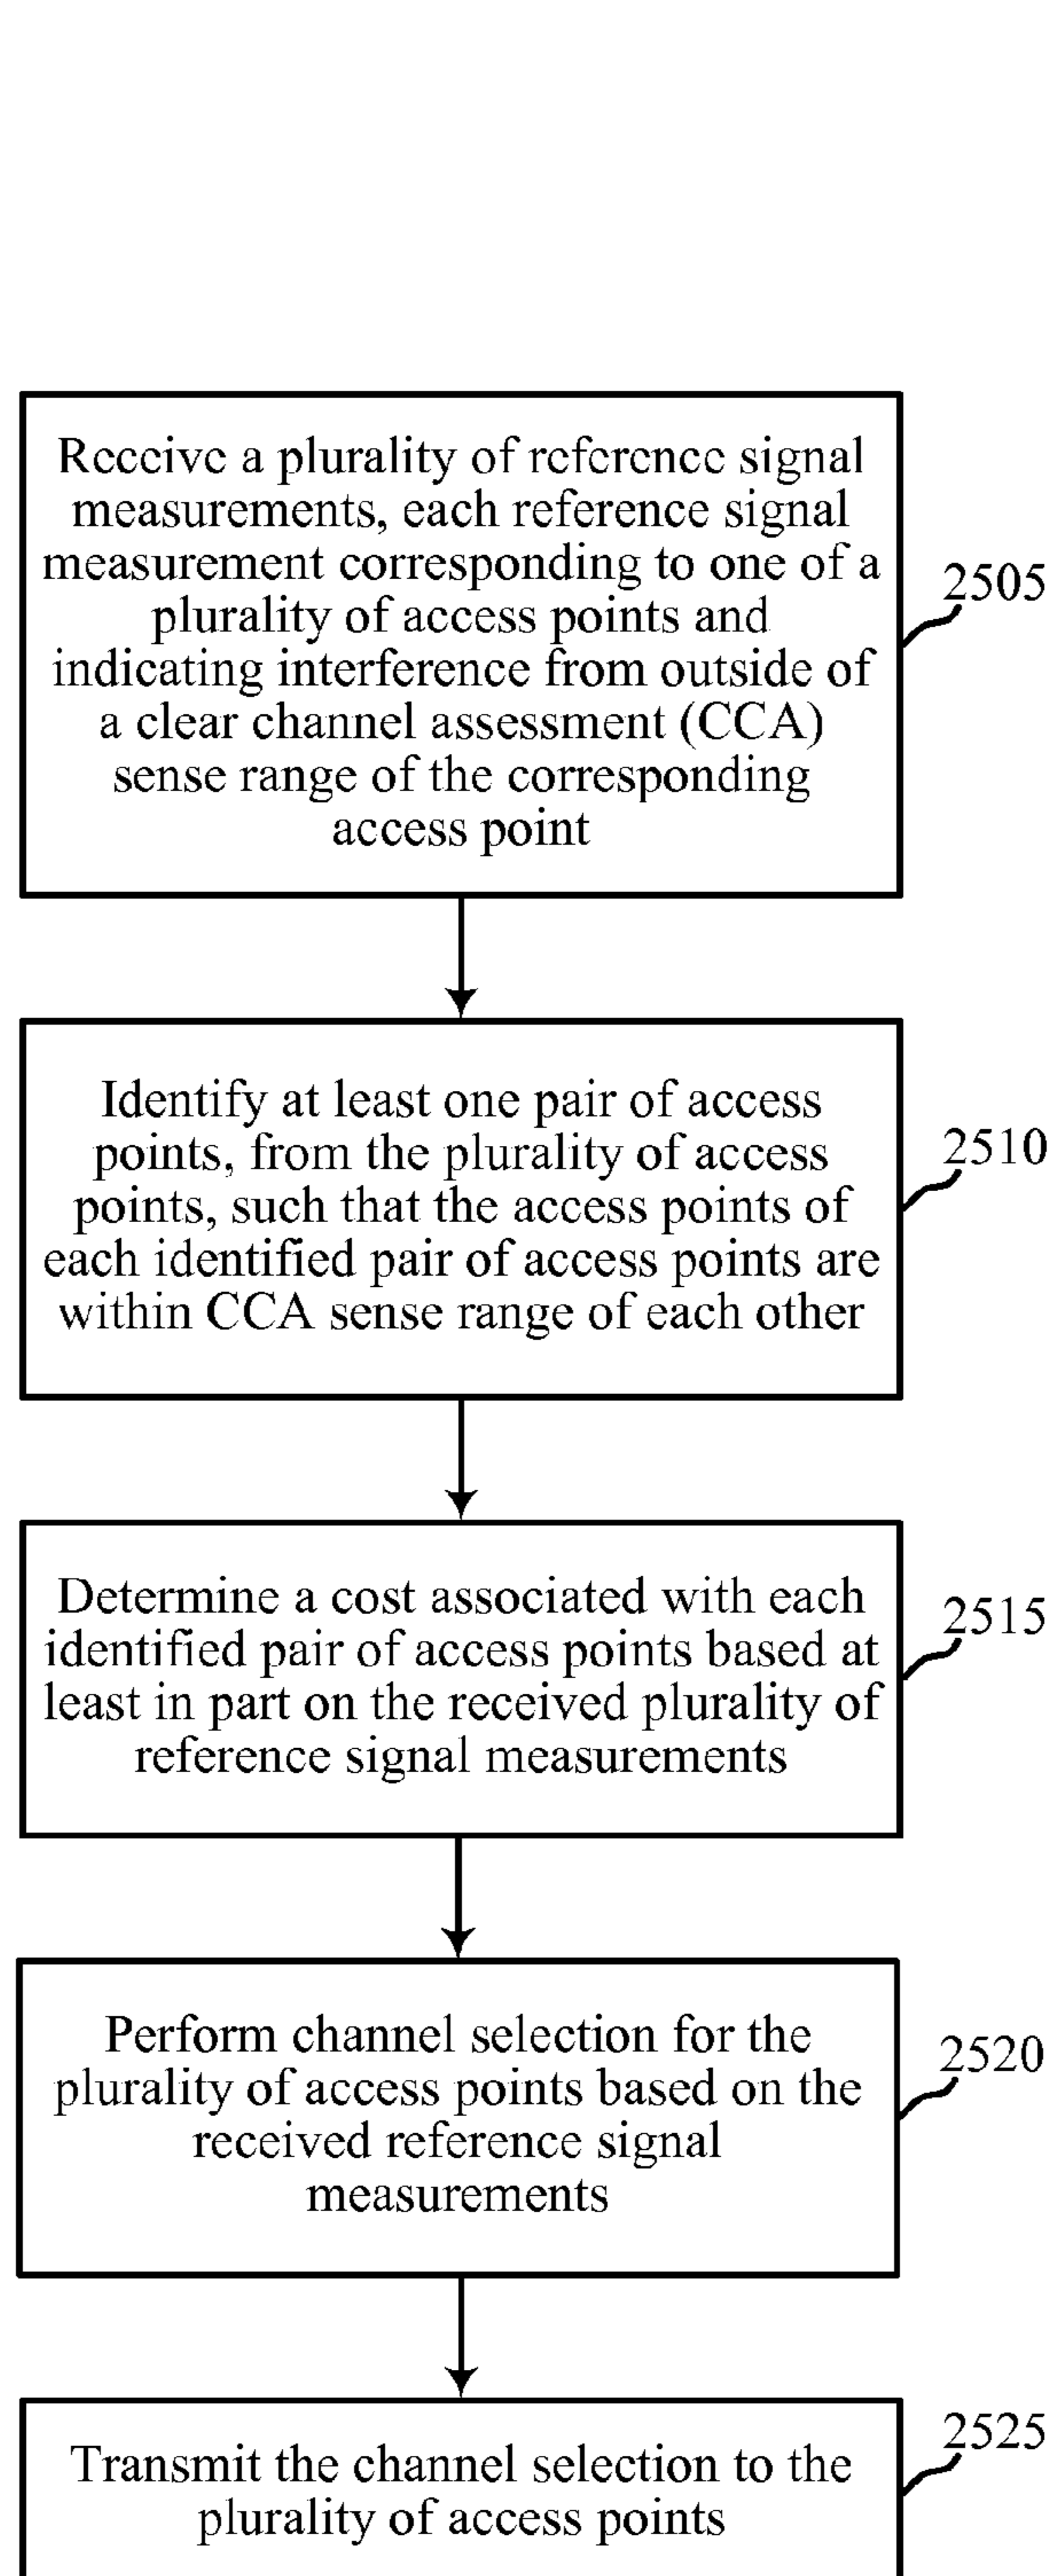 Receive a plurality of reference signal
measurements, each reference signal
measurement corresponding to one of a
plurality of access points and
indicating interference from outside of
a clear channel assessment (CCA)
sense range of the corresponding
access point
2505
Identify at least one pair of access
points, from the plurality of access
points, such that the access points of
each identified pair of access points are
within CCA sense range of each other
2510
Determine a cost associated with each
identified pair of access points based at
least in part on the received plurality of
reference signal measurements
2515
Perform channel selection for the
plurality of access points based on the
received reference signal
measurements
2520
Transmit the channel selection to the
plurality of access points
2525